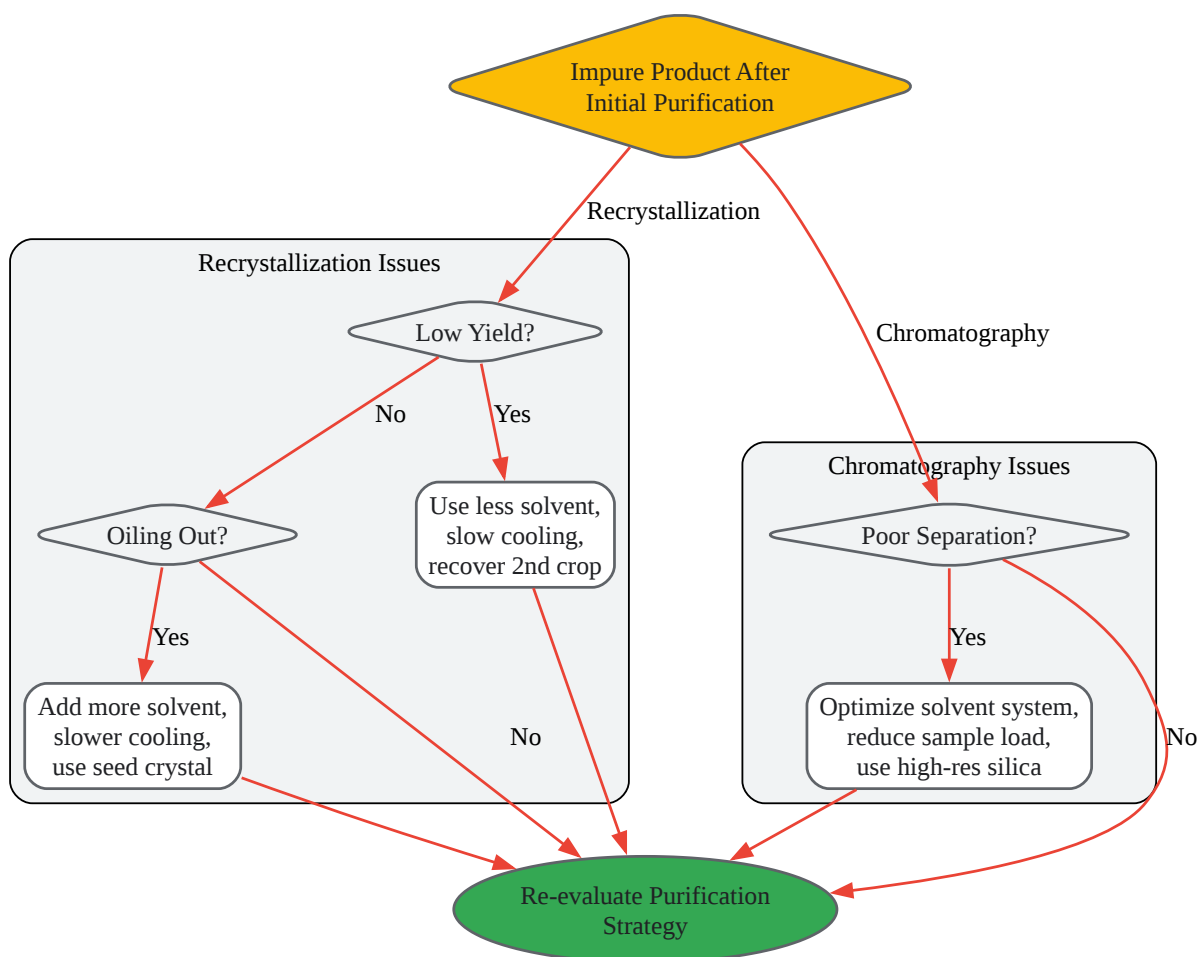 Impure Product After
Initial Purification
Recrystallization
Recrystallization Issues
Low Yield?
Chromatography
No
Yes
Chromatography Issues
Use less solvent,
slow cooling,
recover 2nd crop
Oiling Out?
Poor Separation?
Yes
Yes
Add more solvent,
slower cooling,
use seed crystal
No
Optimize solvent system,
reduce sample load,
use high-res silica
No
Re-evaluate Purification
Strategy